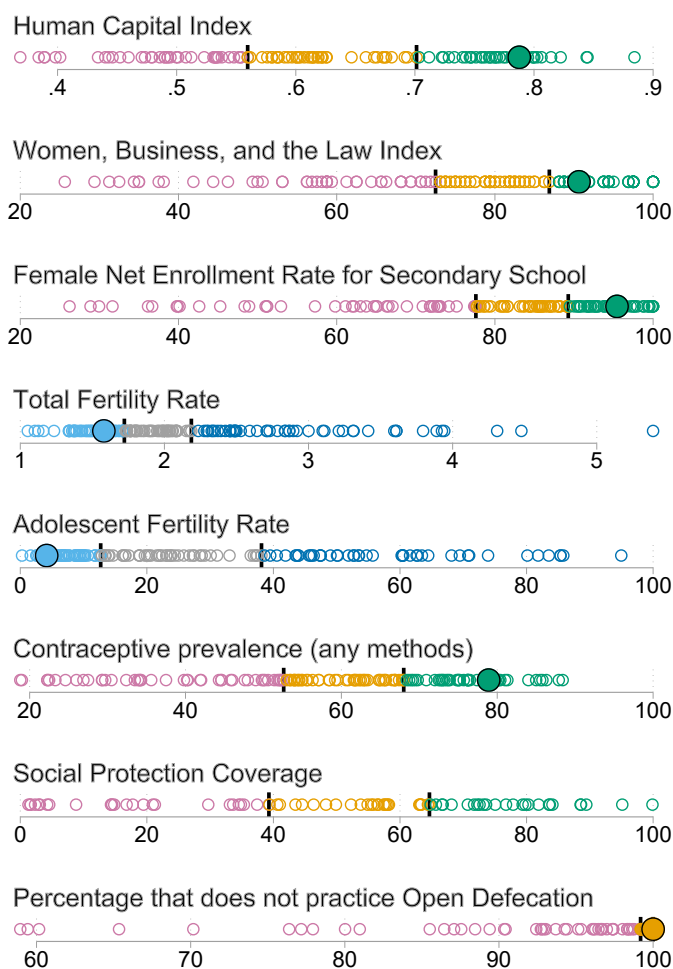 Human Capital Index
.4 .5 .6 .7 .8 .9
Women, Business, and the Law Index
20 40 60 80 100
Female Net Enrollment Rate for Secondary School
20 40 60 80 100
Total Fertility Rate
1 2 3 4 5
Adolescent Fertility Rate
0 20 40 60 80 100
Contraceptive prevalence (any methods)
20 40 60 80 100
Social Protection Coverage
0 20 40 60 80 100
Percentage that does not practice Open Defecation
60 70 80 90 100